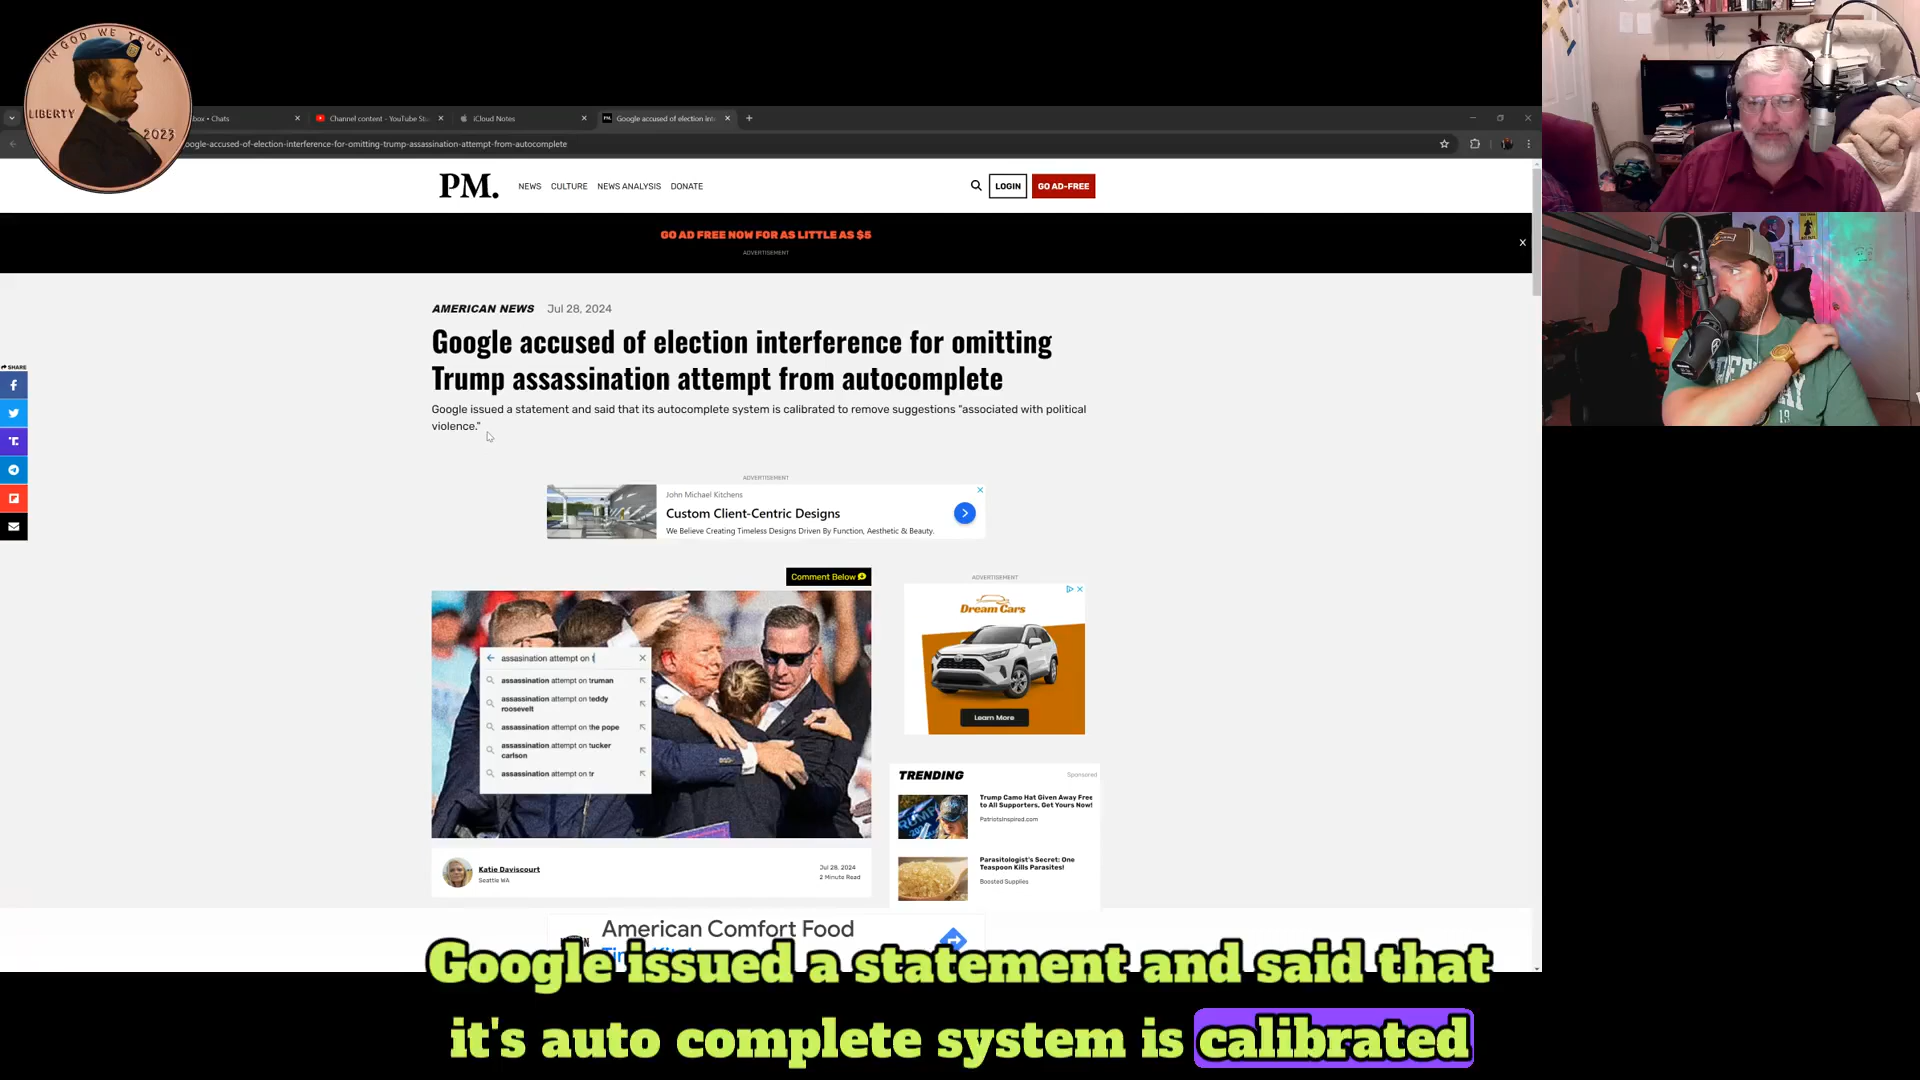 IN GOD WE TRUST
LIBERTY
2023
box • Chats
Channel content - YouTube Stu
iCloud Notes
Google accused of election int
oogle-accused-of-election-interference-for-omitting-trump-assassination-attempt-from-autocomplete
PM.
NEWS
CULTURE
NEWS ANALYSIS
DONATE
LOGIN
GO AD-FREE
GO AD FREE NOW FOR AS LITTLE AS $5
ADVERTISEMENT
AMERICAN NEWS Jul 28, 2024
Google accused of election interference for omitting
Trump assassination attempt from autocomplete
Google issued a statement and said that its autocomplete system is calibrated to remove suggestions "associated with political
violence."
SHARE
ADVERTISEMENT
John Michael Kitchens
Custom Client-Centric Designs
We Believe Creating Timeless Designs Driven By Function, Aesthetic & Beauty.
Comment Below
assasination attempt on t
assassination attempt on truman
assassination attempt on teddy
roosevelt
assassination attempt on the pope
assassination attempt on tucker
carlson
assassination attempt on tr
ADVERTISEMENT
Dream Cars
Learn More
TRENDING
Sponsored
Trump Camo Hat Given Away Free
to All Supporters, Get Yours Now!
PatriotsInspired.com
Parasitologist's Secret: One
Teaspoon Kills Parasites!
Boosted Supplies
Katie Daviscourt
Seattle WA
Jul 28, 2024
2 Minute Read
American Comfort Food
Google issued a statement and said that
it's auto complete system is calibrated